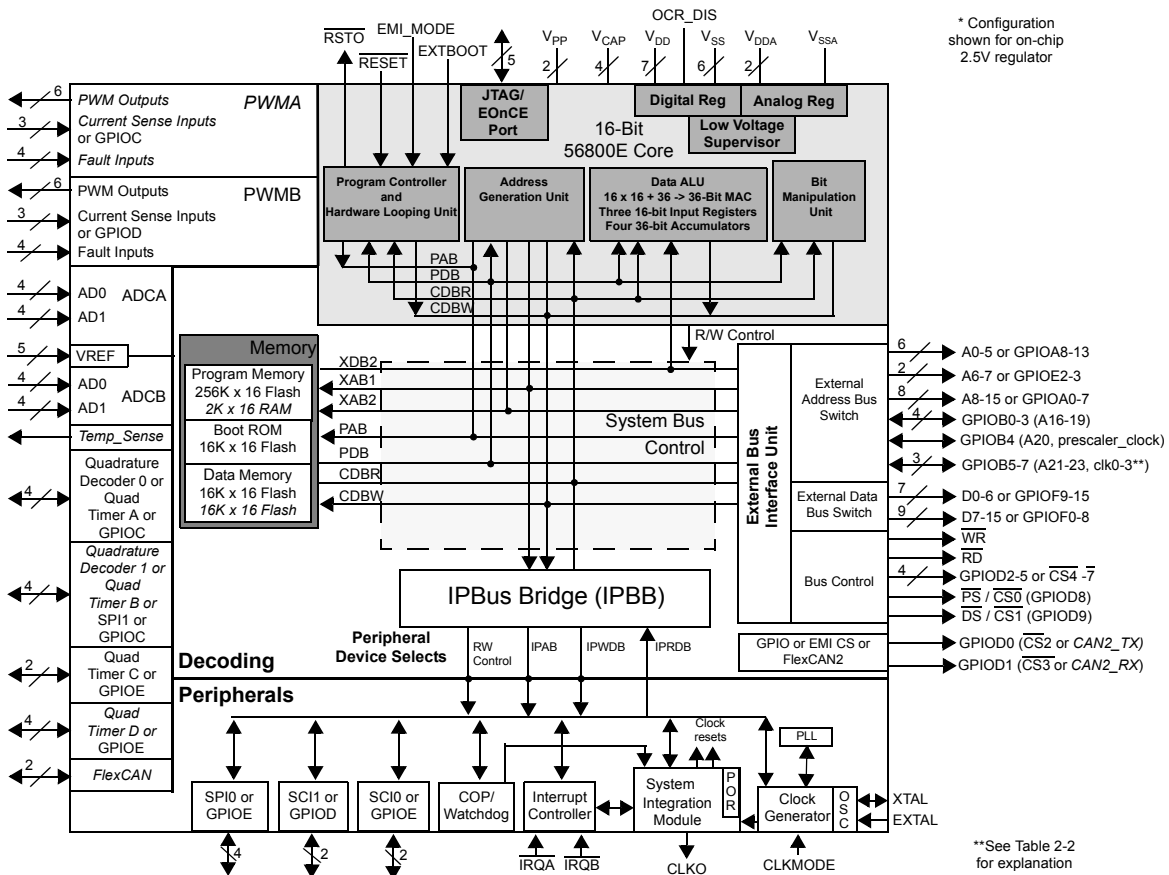 OCR_DIS
* Configuration
shown for on-chip
2.5V regulator
RSTO
EMI_MODE
RESET
EXTBOOT
5
VPP
2
VCAP
4
VDD
7
VSS
6
VDDA
2
VSSA
6
PWM Outputs
PWMA
3
Current Sense Inputs
or GPIOC
4
Fault Inputs
6
PWM Outputs
PWMB
3
Current Sense Inputs
or GPIOD
4
Fault Inputs
JTAG/
EOnCE
Port
Digital Reg
Analog Reg
Low Voltage
Supervisor
16-Bit
56800E Core
Program Controller
and
Hardware Looping Unit
Address
Generation Unit
Data ALU
16 x 16 + 36 -> 36-Bit MAC
Three 16-bit Input Registers
Four 36-bit Accumulators
Bit
Manipulation
Unit
PAB
PDB
CDBR
CDBW
R/W Control
4
AD0
ADCA
4
AD1
5
VREF
4
AD0
ADCB
4
AD1
Temp_Sense
4
Quadrature
Decoder 0 or
Quad
Timer A or
GPIOC
4
Quadrature
Decoder 1 or
Quad
Timer B or
SPI1 or
GPIOC
2
Quad
Timer C or
GPIOE
4
Quad
Timer D or
GPIOE
2
FlexCAN
Memory
Program Memory
256K x 16 Flash
2K x 16 RAM
Boot ROM
16K x 16 Flash
Data Memory
16K x 16 Flash
16K x 16 Flash
XDB2
XAB1
XAB2
PAB
PDB
CDBR
CDBW
System Bus
Control
External Bus
Interface Unit
External
Address Bus
Switch
External Data
Bus Switch
Bus Control
6
A0-5 or GPIOA8-13
2
A6-7 or GPIOE2-3
8
A8-15 or GPIOA0-7
4
GPIOB0-3 (A16-19)
GPIOB4 (A20, prescaler_clock)
3
GPIOB5-7 (A21-23, clk0-3**)
7
D0-6 or GPIOF9-15
9
D7-15 or GPIOF0-8
WR
RD
4
GPIOD2-5 or CS4 -7
PS / CS0 (GPIOD8)
DS / CS1 (GPIOD9)
GPIO or EMI CS or
FlexCAN2
GPIOD0 (CS2 or CAN2_TX)
GPIOD1 (CS3 or CAN2_RX)
IPBus Bridge (IPBB)
Peripheral
Device Selects
RW
Control
IPAB
IPWDB
IPRDB
Decoding
Peripherals
Clock
resets
PLL
SPI0 or
GPIOE
SCI1 or
GPIOD
SCI0 or
GPIOE
COP/
Watchdog
Interrupt
Controller
System
Integration
Module
POR
Clock
Generator
OSC
XTAL
EXTAL
4
2
2
IRQA
IRQB
CLKO
CLKMODE
**See Table 2-2
for explanation